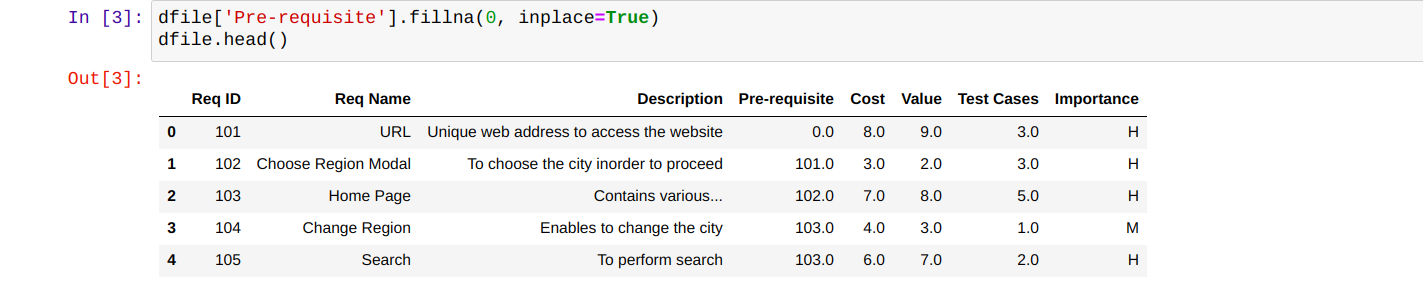 In [3]: dfile['Pre-requisite'].fillna(0, inplace=True)
dfile.head()
Out[3]:
Req ID Req Name Description Pre-requisite Cost Value Test Cases Importance
0 101 URL Unique web address to access the website 0.0 8.0 9.0 3.0 H
1 102 Choose Region Modal To choose the city inorder to proceed 101.0 3.0 2.0 3.0 H
2 103 Home Page Contains various... 102.0 7.0 8.0 5.0 H
3 104 Change Region Enables to change the city 103.0 4.0 3.0 1.0 M
4 105 Search To perform search 103.0 6.0 7.0 2.0 H